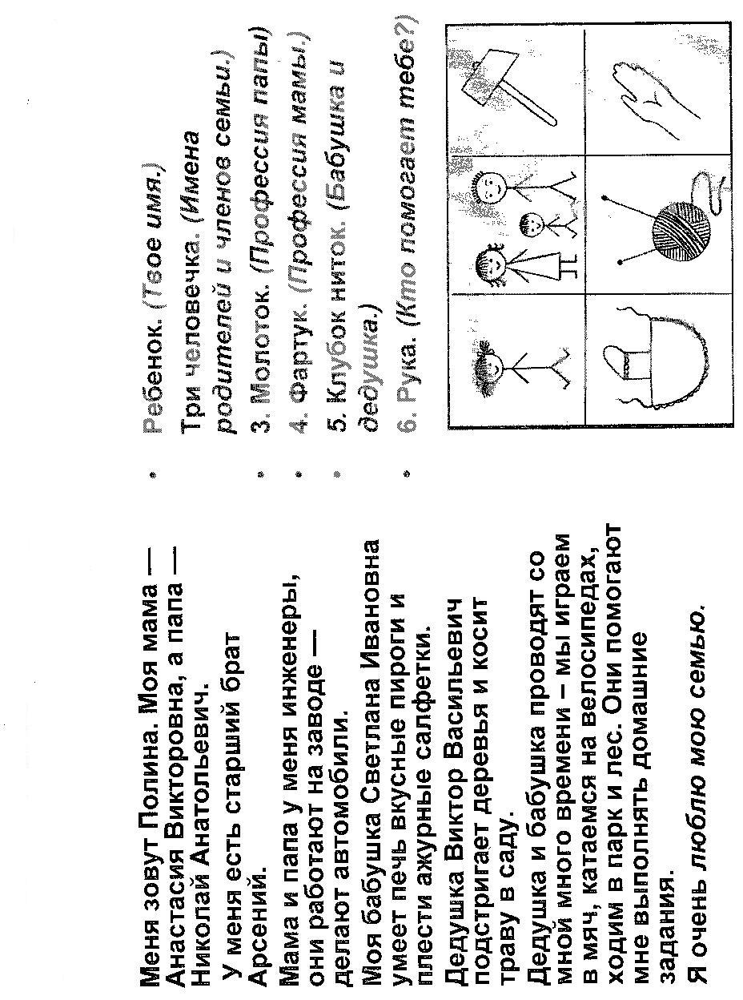 Меня зовут Полина. Моя мама —
Анастасия Викторовна, а папа —
Николай Анатольевич.
У меня есть старший брат
Арсений.
Мама и папа у меня инженеры,
они работают на заводе —
делают автомобили.
Моя бабушка Светлана Ивановна
умеет печь вкусные пироги и
плести ажурные салфетки.
Дедушка Виктор Васильевич
подстригает деревья и косит
траву в саду.
Дедушка и бабушка проводят со
мной много времени – мы играем
в мяч, катаемся на велосипедах,
ходим в парк и лес. Они помогают
мне выполнять домашние
задания.
Я очень люблю мою семью.
• Ребенок. (Твое имя.)
Три человечка. (Имена
родителей и членов семьи.)
• 3. Молоток. (Профессия папы)
• 4. Фартук. (Профессия мамы.)
• 5. Клубок ниток. (Бабушка и
дедушка.)
• 6. Рука. (Кто помогает тебе?)